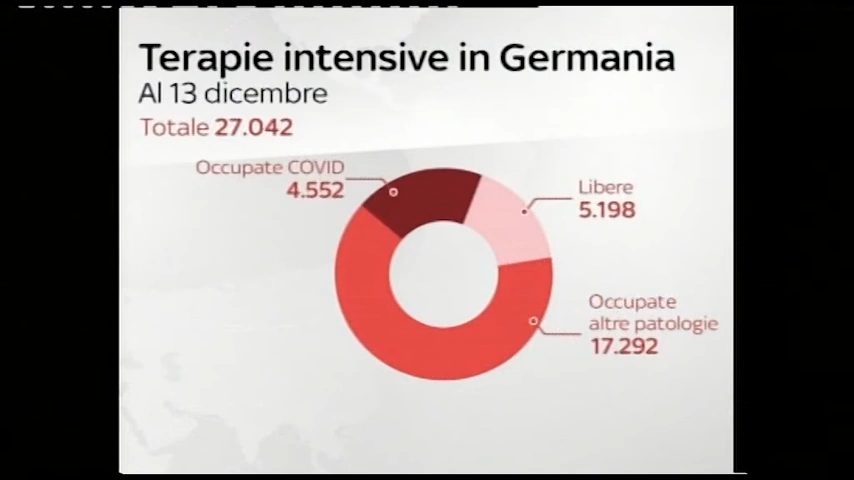 Terapie intensive in Germania
Al 13 dicembre
Totale 27.042
Occupate COVID
4.552
Libere
5.198
Occupate
altre patologie
17.292